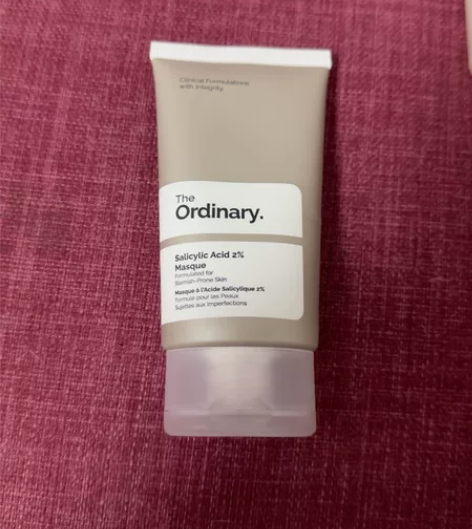 Clinical Formulations
with Integrity.
The
Ordinary.
Salicylic Acid 2%
Masque
Formulated for
Blemish-Prone Skin
Masque à l'Acide Salicylique 2%
Formule pour les Peaux
Sujettes aux Imperfections